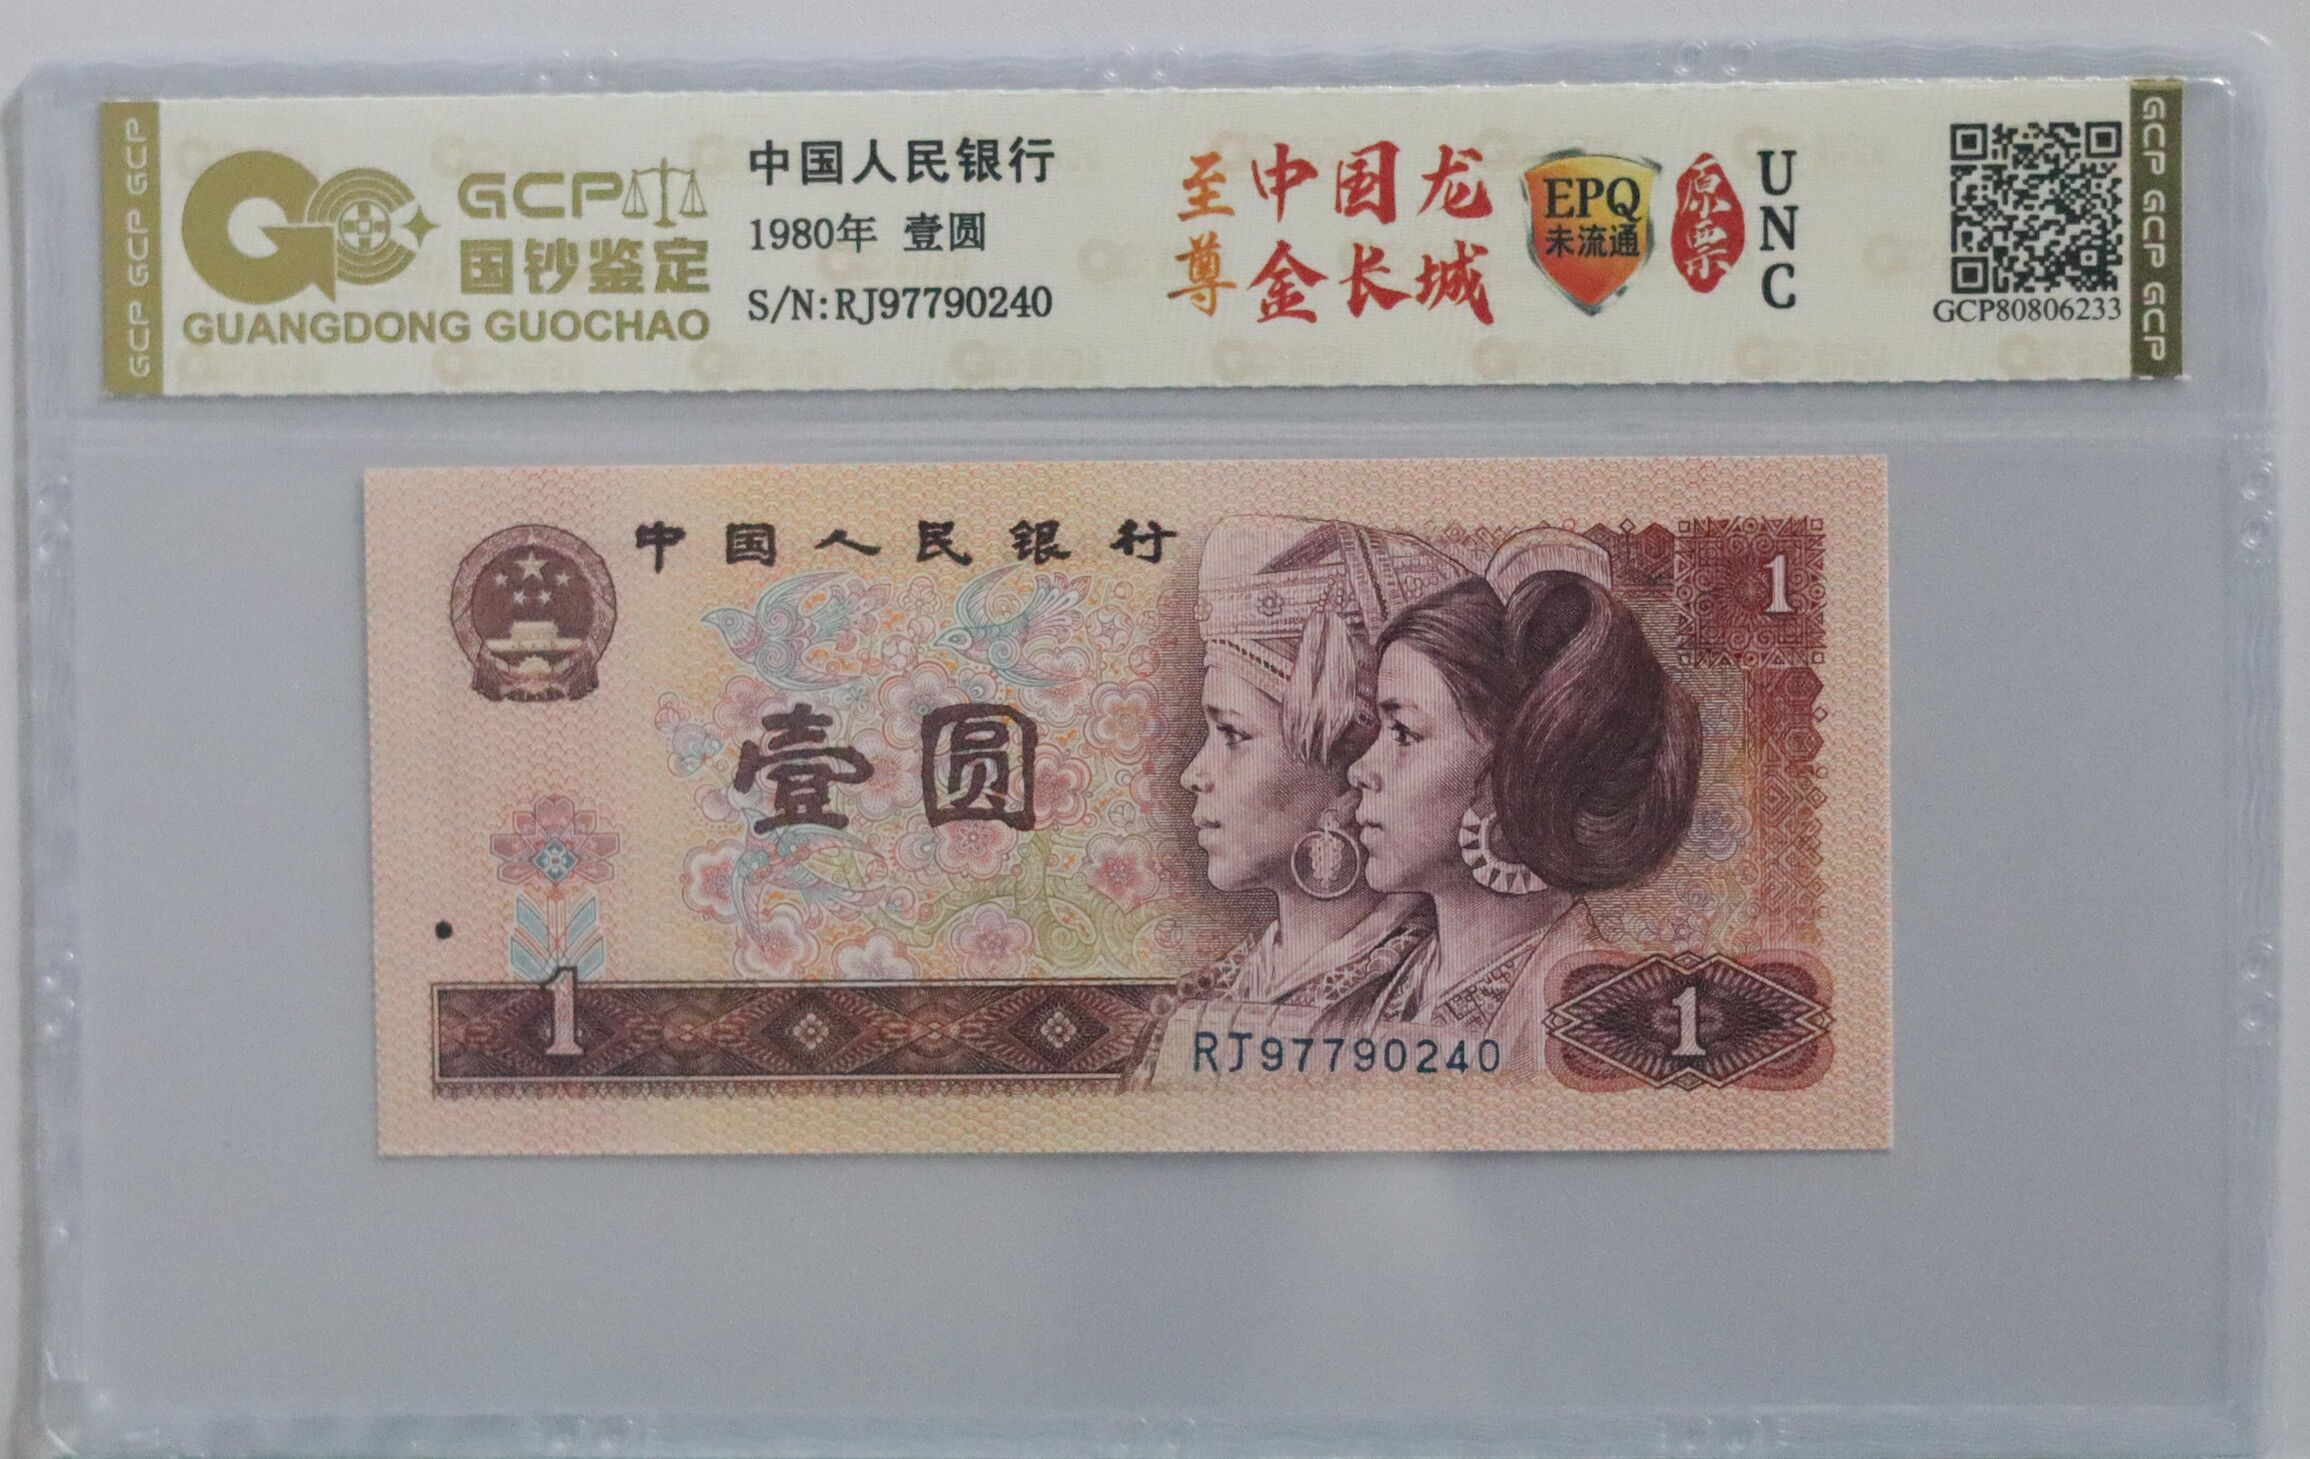 GCP GCP GCP
GCP
国钞鉴定
GUANGDONG GUOCHAO
中国人民银行
1980年 壹圆
S/N:RJ97790240
至尊
中国龙
金长城
EPQ
未流通
原票
UNC
GCP80806233
GCP GCP GCP
中国人民银行
壹圆
1
1
RJ97790240
1